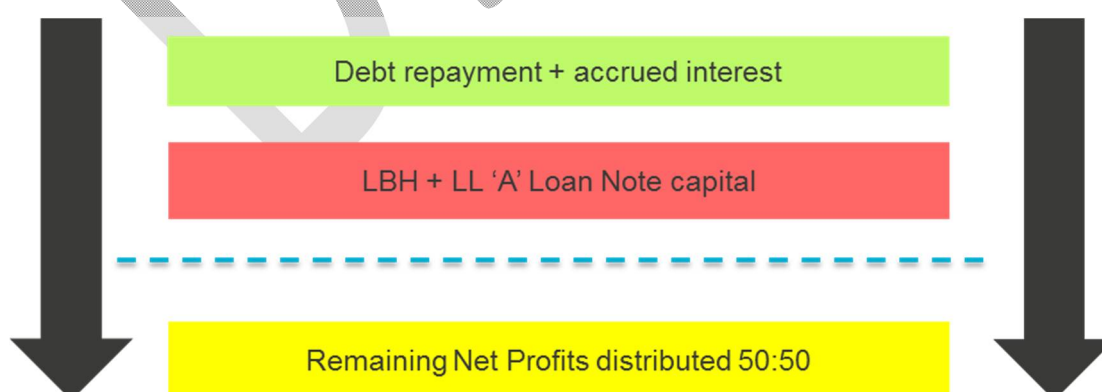 Debt repayment + accrued interest
LBH + LL ‘A’ Loan Note capital
Remaining Net Profits distributed 50:50